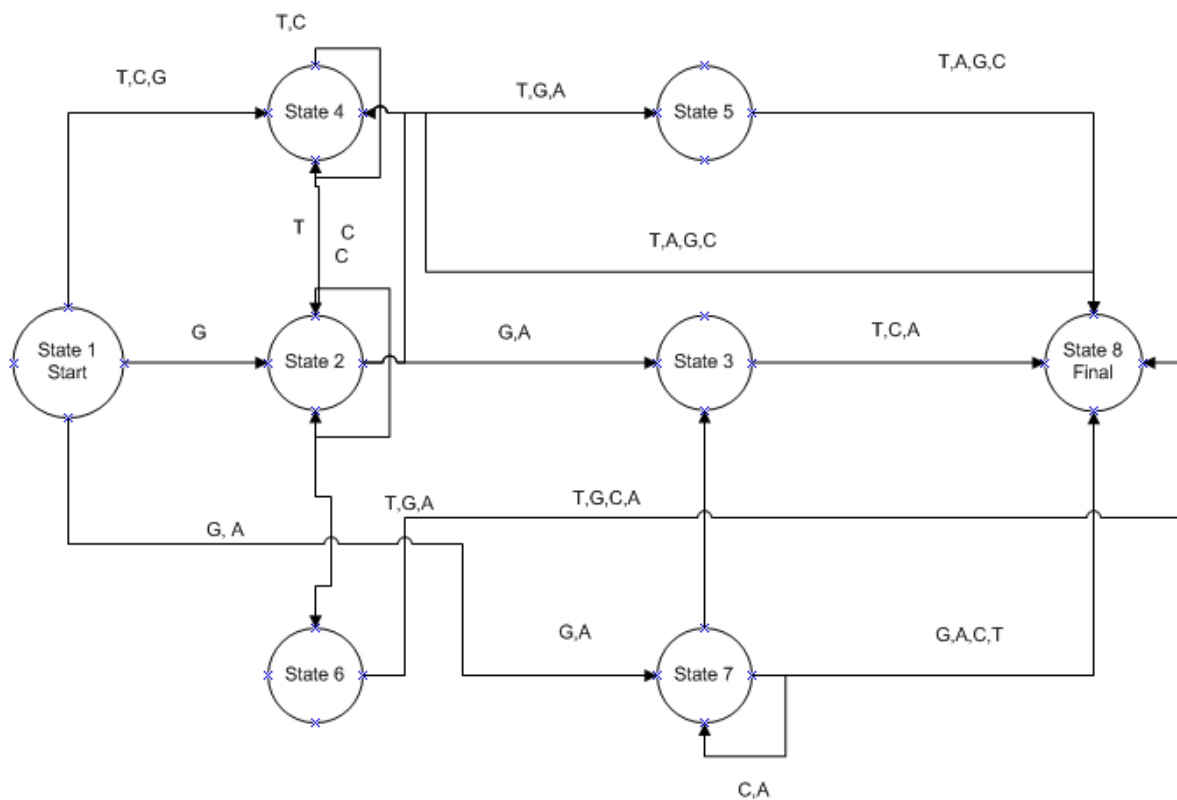 T,C
T,C,G
T,A,G,C
T,G,A
State 4
State 5
T
C
C
T,A,G,C
G
G,A
T,C,A
State 1
Start
State 2
State 3
State 8
Final
T,G,A
T,G,C,A
G, A
G,A
G,A,C,T
State 6
State 7
C,A